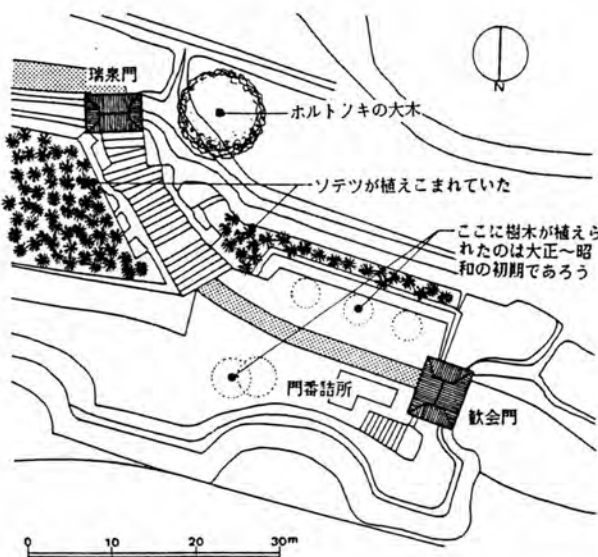 瑞泉門
N
ホルトノキの大木
ソテツが植えこまれていた
ここに樹木が植えら
れたのは大正～昭
和の初期であろう
門番詰所
歓会門
0 10 20 30m